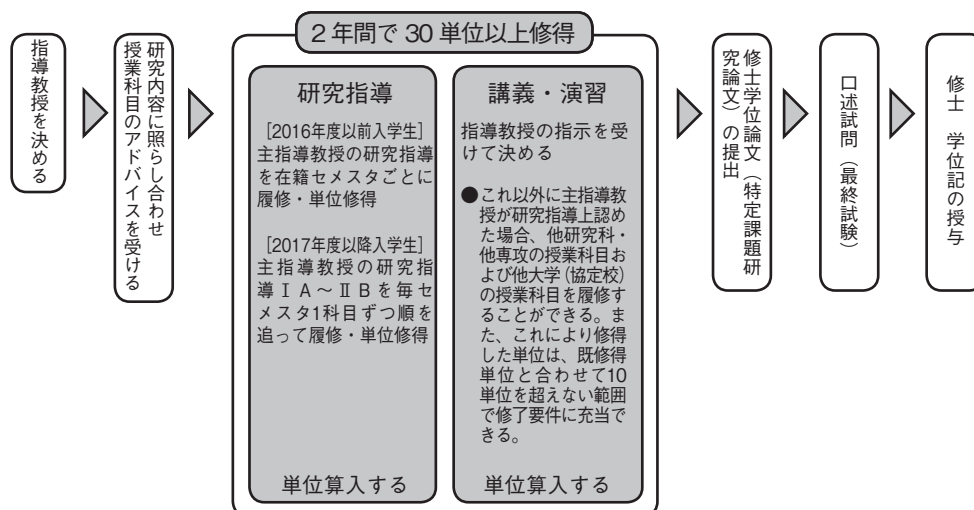 指導教授を決める
研究内容に照らし合わせ
授業科目のアドバイスを受ける
2年間で30単位以上修得
研究指導
[2016年度以前入学生]
主指導教授の研究指導
を在籍セメスタごとに
履修・単位修得
[2017年度以降入学生]
主指導教授の研究指
導ⅠA～ⅡBを毎セ
メスタ1科目ずつ順を
追って履修・単位修得
単位算入する
講義・演習
指導教授の指示を受
けて決める
●これ以外に主指導教
授が研究指導上認め
た場合、他研究科・
他専攻の授業科目お
よび他大学(協定校)
の授業科目を履修す
ることができる。ま
た、これにより修得
した単位は、既修得
単位と合わせて10
単位を超えない範囲
で修了要件に充当で
きる。
単位算入する
修士学位論文（特定課題研
究論文）の提出
口述試問（最終試験）
修士 学位記の授与